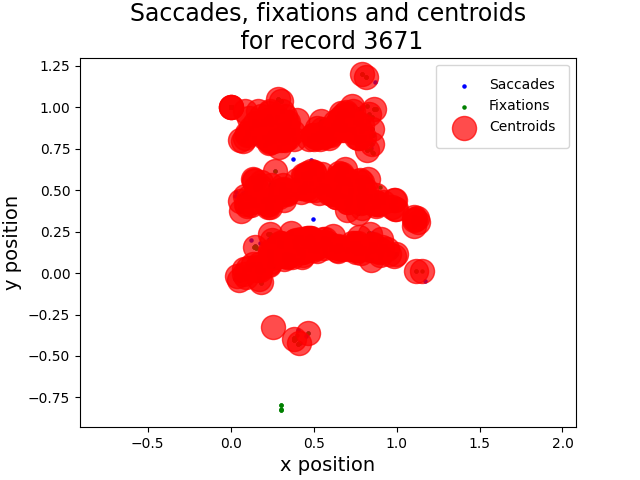 Saccades, fixations and centroids
for record 3671
1.25
1.00
0.75
0.50
0.25
0.00
−0.25
−0.50
−0.75
y position
Saccades
Fixations
Centroids
−0.5
0.0
0.5
1.0
1.5
2.0
x position